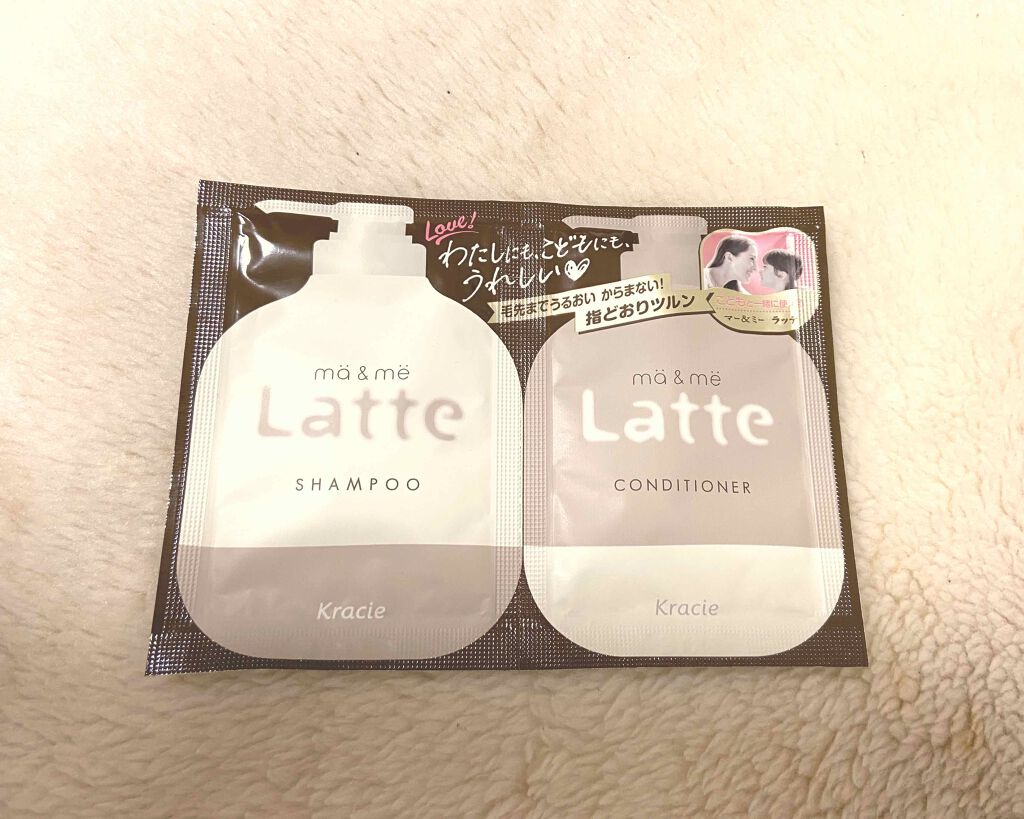 Love!
わたしにも、こどもにも、
うれしい♡
毛先までうるおい からまない!
指どおりツルン
こどもと一緒に使
マー&ミー ラッテ
mä & më
Latte
SHAMPOO
Kracie
mä & më
Latte
CONDITIONER
Kracie